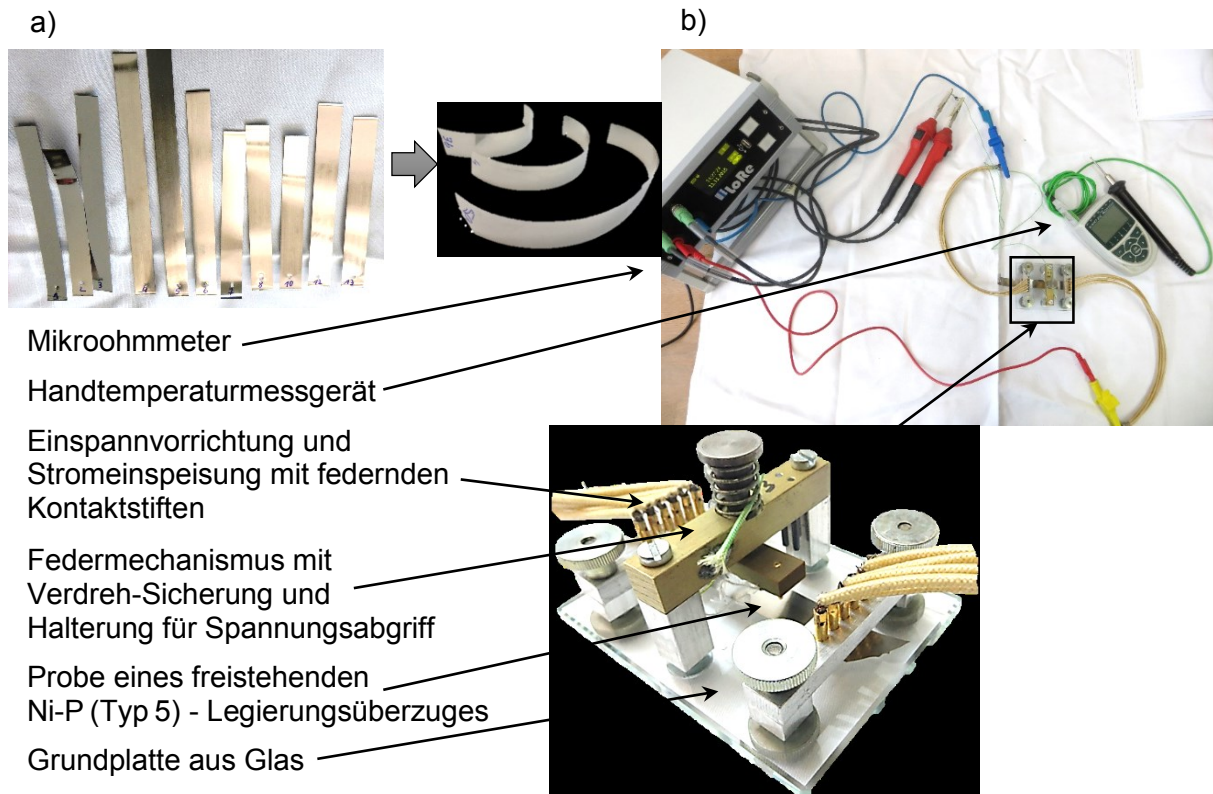 a)
b)
LoRe
Mikroohmmeter
Handtemperaturmessgerät
Einspannvorrichtung und
Stromeinspeisung mit federnden
Kontaktstiften
Federmechanismus mit
Verdreh-Sicherung und
Halterung für Spannungsabgriff
Probe eines freistehenden
Ni-P (Typ 5) - Legierungsüberzuges
Grundplatte aus Glas